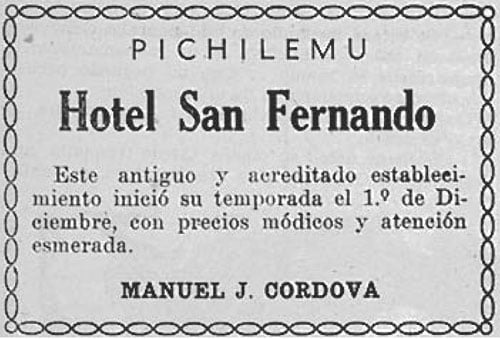 PICHILEMU
Hotel San Fernando
Este antiguo y acreditado estableci-
miento inició su temporada el 1.º de Di-
ciembre, con precios módicos y atención
esmerada.
MANUEL J. CORDOVA